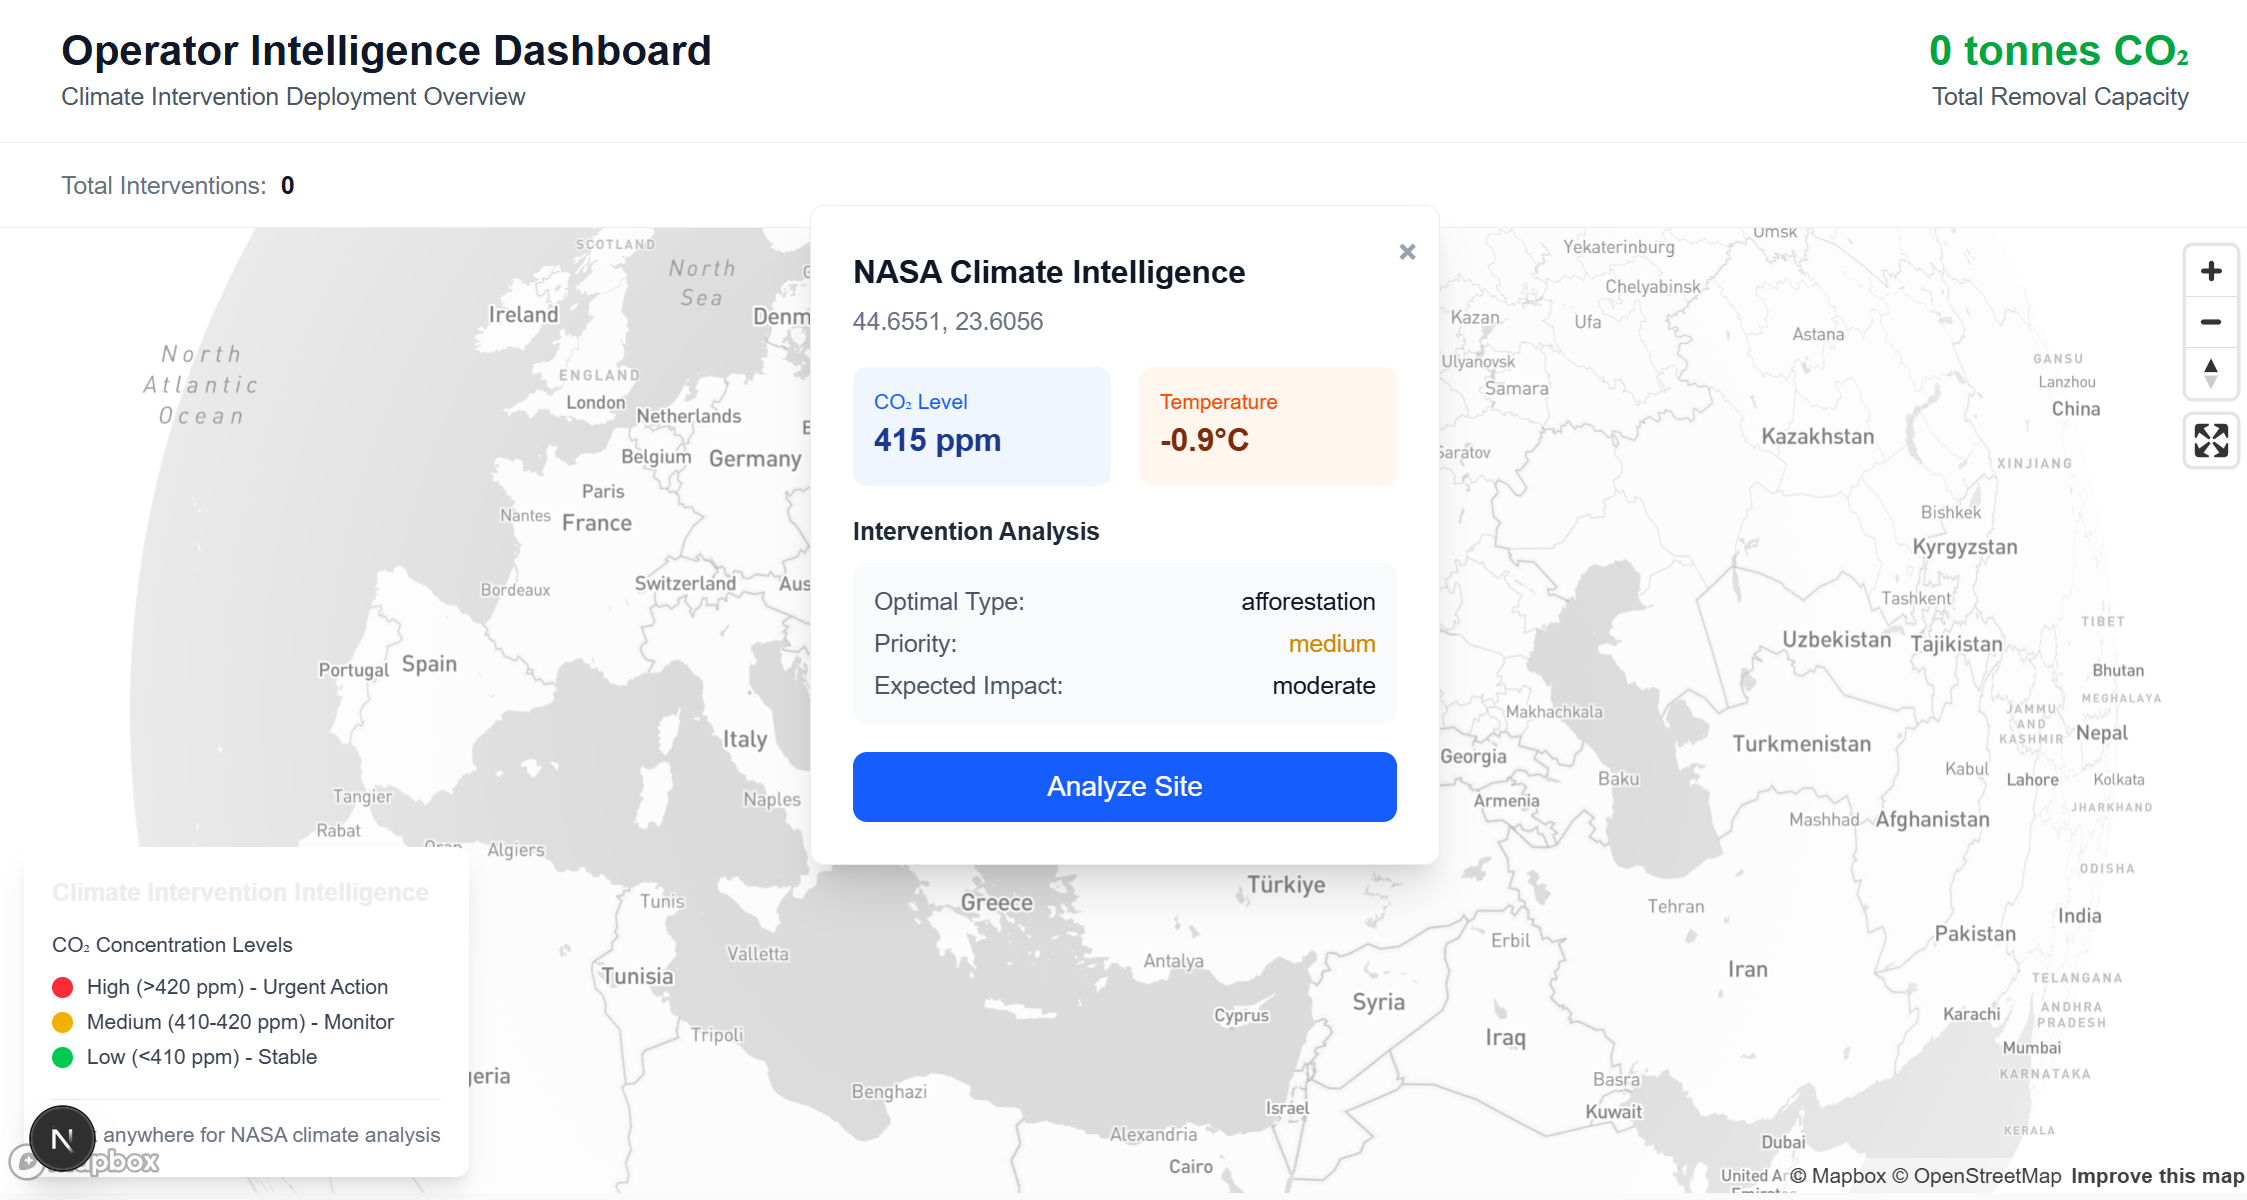 Operator Intelligence Dashboard
Climate Intervention Deployment Overview
0 tonnes CO₂
Total Removal Capacity
Total Interventions: 0
NASA Climate Intelligence
×
44.6551, 23.6056
CO₂ Level
415 ppm
Temperature
-0.9°C
Intervention Analysis
Optimal Type: afforestation
Priority: medium
Expected Impact: moderate
Analyze Site
SCOTLAND
North
Sea
Ireland
Denm
ENGLAND
London
Netherlands
Belgium
Germany
Paris
Nantes
France
North
Atlantic
Ocean
Bordeaux
Switzerland
Aus
Portugal
Spain
Italy
Naples
Tangier
Rabat
Oran
Algiers
Tunis
Tunisia
Valletta
Tripoli
Benghazi
geria
Greece
Türkiye
Antalya
Cyprus
Syria
Israel
Alexandria
Cairo
Erbil
Iraq
Basra
Kuwait
Tehran
Iran
Dubai
United Ar
Emirates
Yekaterinburg
Omsk
Chelyabinsk
Kazan
Ufa
Ulyanovsk
Samara
Saratov
Astana
Kazakhstan
GANSU
Lanzhou
China
XINJIANG
Bishkek
Kyrgyzstan
Tashkent
Uzbekistan
Tajikistan
TIBET
Bhutan
MEGHALAYA
JAMMU
AND
KASHMIR
Nepal
Makhachkala
Georgia
Baku
Armenia
Turkmenistan
Kabul
Lahore
Kolkata
JHARKHAND
Mashhad
Afghanistan
ODISHA
India
Pakistan
TELANGANA
Karachi
ANDHRA
PRADESH
Mumbai
KARNATAKA
KERALA
Climate Intervention Intelligence
CO₂ Concentration Levels
High (>420 ppm) - Urgent Action
Medium (410-420 ppm) - Monitor
Low (<410 ppm) - Stable
anywhere for NASA climate analysis
N
mapbox
© Mapbox © OpenStreetMap Improve this map